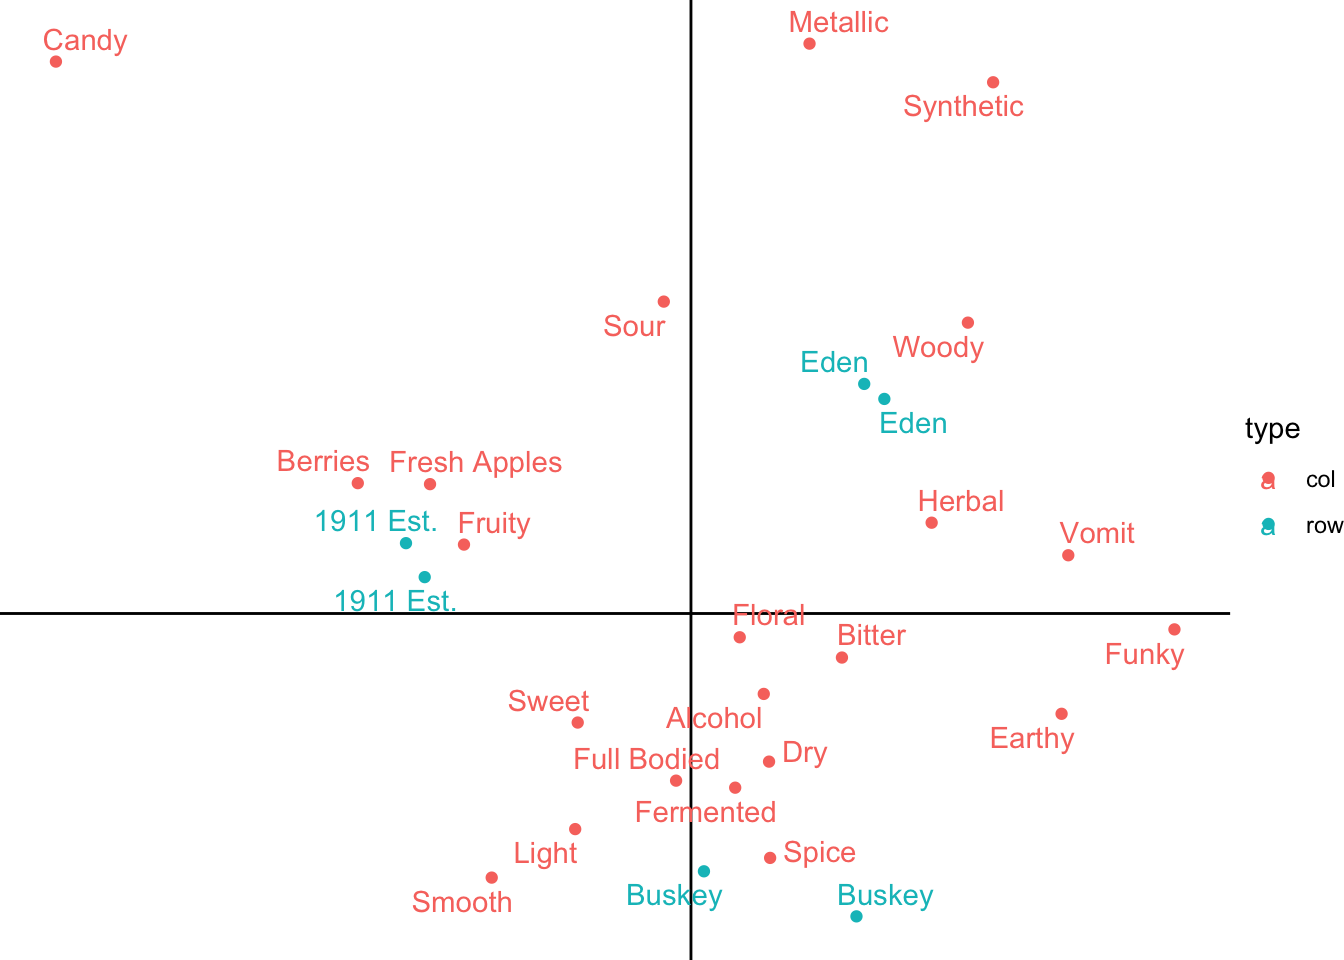 Metallic
Candy
Synthetic
Sour
Woody
Eden
Eden
type
Berries
Fresh Apples
a col
Herbal
1911 Est.
Fruity
a row
Vomit
1911 Est.
Floral
Bitter
Funky
Sweet
Alcohol
Earthy
Dry
Full Bodied
Fermented
Light
Spice
Smooth
Buskey
Buskey